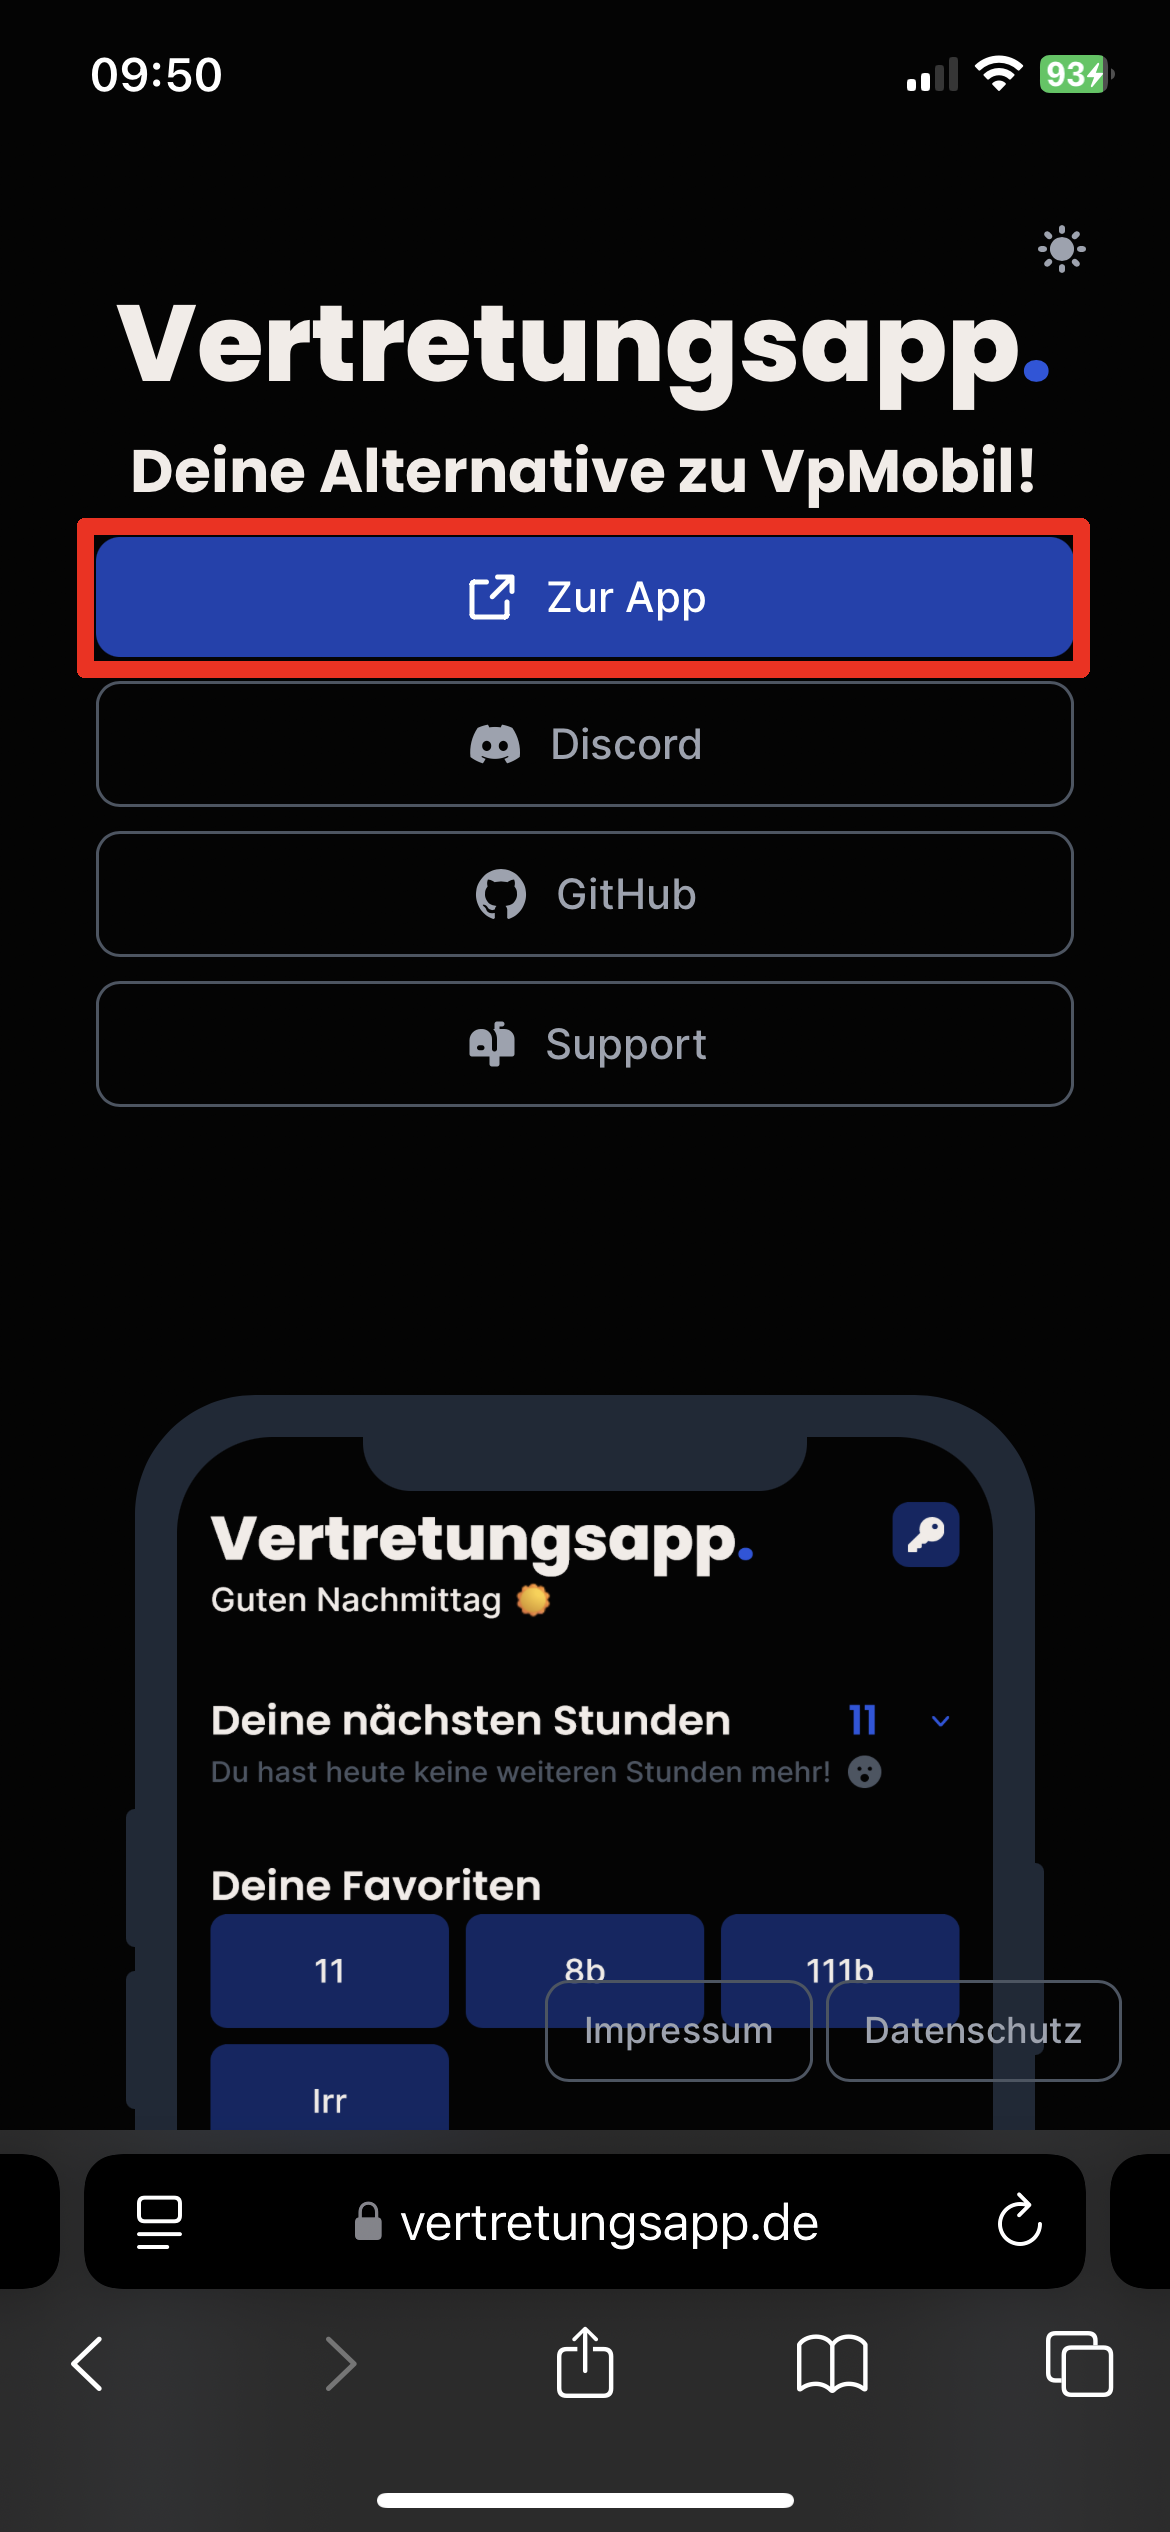 09:50
93
Vertretungsapp.
Deine Alternative zu VpMobil!
Zur App
Discord
GitHub
Support
Vertretungsapp.
Guten Nachmittag
Deine nächsten Stunden 11
Du hast heute keine weiteren Stunden mehr!
Deine Favoriten
11 8b 111b
Impressum Datenschutz
Irr
vertretungsapp.de